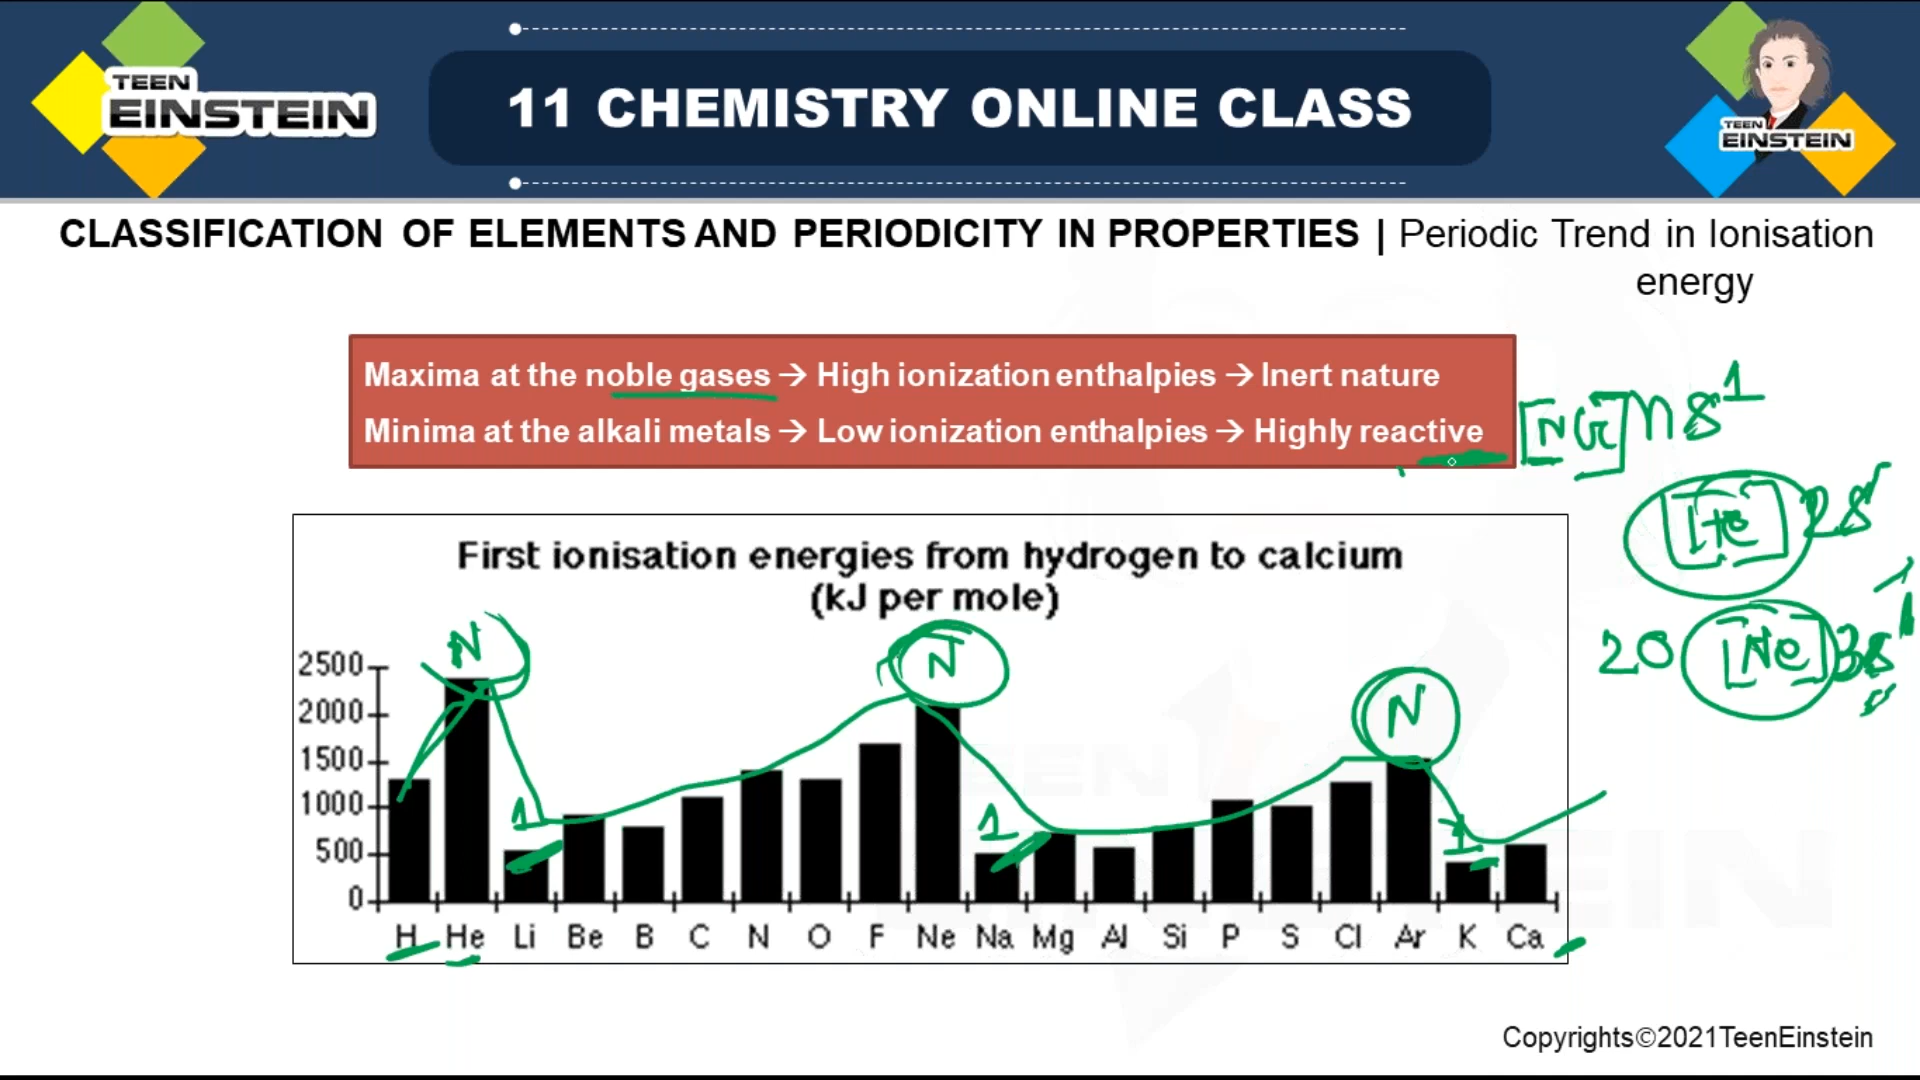 TEEN
EINSTEIN
11 CHEMISTRY ONLINE CLASS
TEEN
EINSTEIN
CLASSIFICATION OF ELEMENTS AND PERIODICITY IN PROPERTIES | Periodic Trend in Ionisation
energy
Maxima at the noble gases → High ionization enthalpies → Inert nature
Minima at the alkali metals → Low ionization enthalpies → Highly reactive
[NG]ns¹
[He] 2s¹
20 [Ne] 3s¹
First ionisation energies from hydrogen to calcium
(kJ per mole)
N
N
N
2500
2000
1500
1000
500
0
1
1
1
H He Li Be B C N O F Ne Na Mg Al Si P S Cl Ar K Ca
TEEN
EINSTEIN
Copyrights©2021TeenEinstein